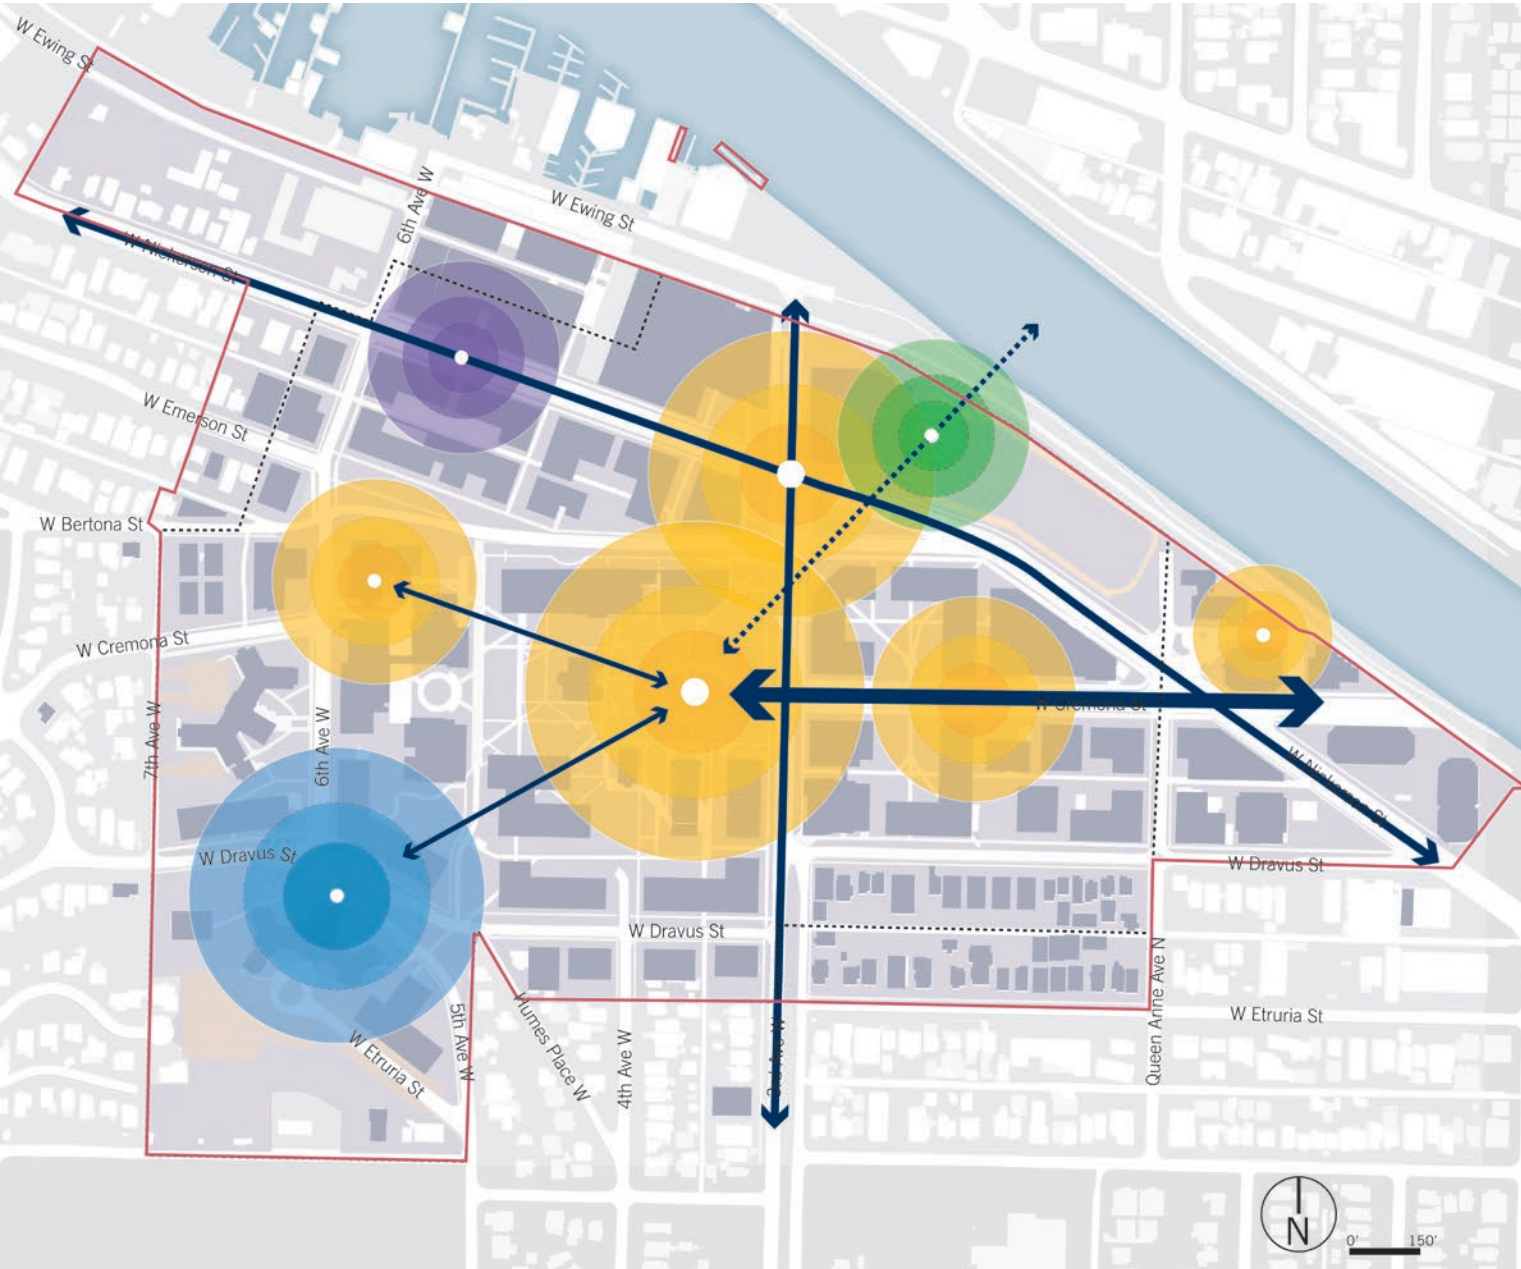 W Ewing St
6th Ave W
W Ewing St
W Nickerson St
W Emerson St
W Bertona St
W Cremona St
W Cremona St
7th Ave W
6th Ave W
W Nickerson St
W Dravus St
W Dravus St
W Dravus St
Queen Anne Ave N
W Etruria St
5th Ave W
Humes Place W
W Etruria St
4th Ave W
3rd Ave W
N
0' 150'